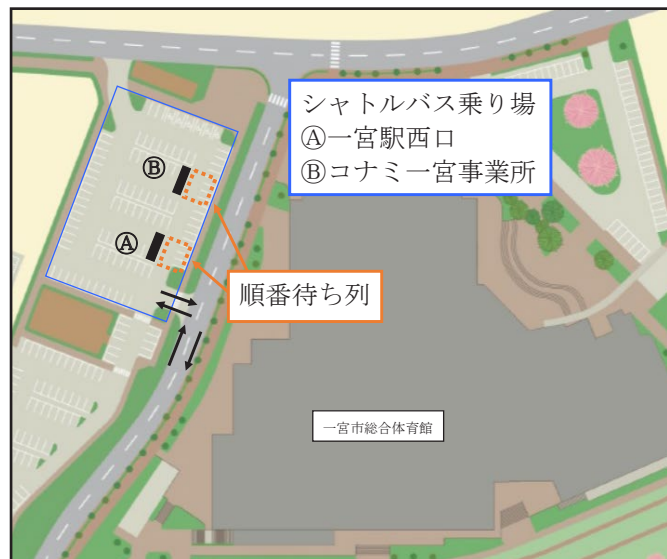 シャトルバス乗り場
Ⓐ一宮駅西口
Ⓑコナミ一宮事業所
Ⓑ
Ⓐ
順番待ち列
一宮市総合体育館